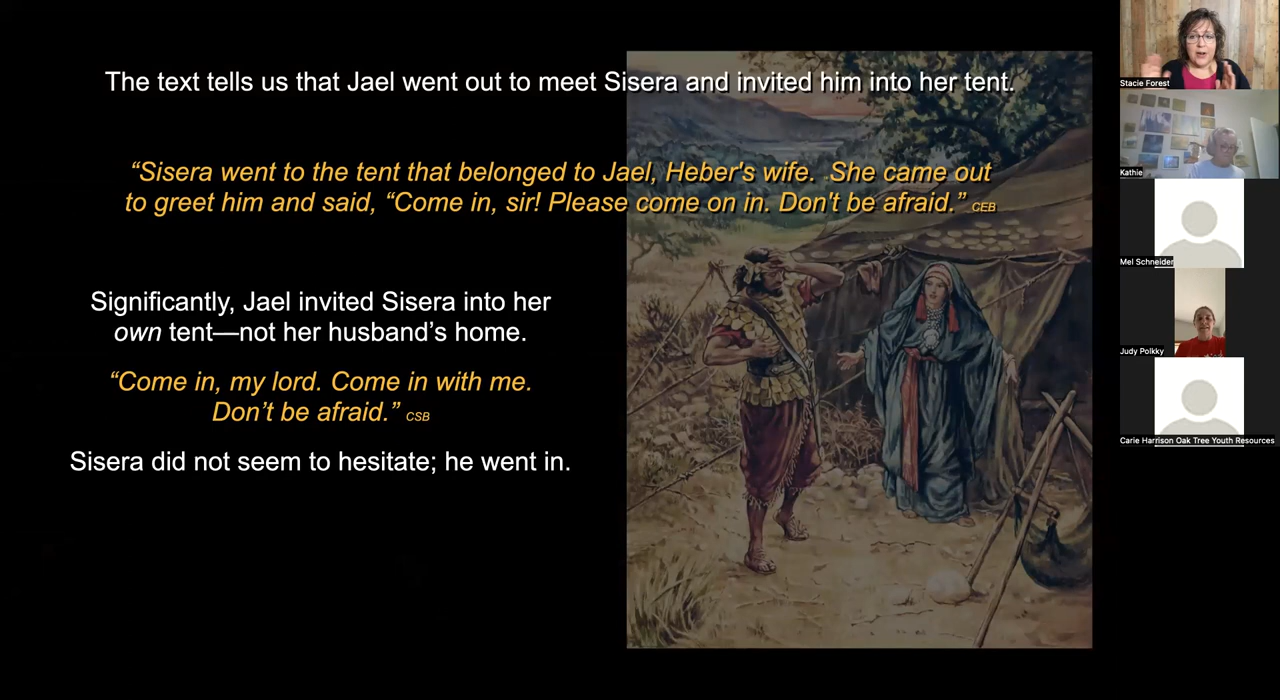 The text tells us that Jael went out to meet Sisera and invited him into her tent.
“Sisera went to the tent that belonged to Jael, Heber's wife. She came out
to greet him and said, “Come in, sir! Please come on in. Don't be afraid.” CEB
Significantly, Jael invited Sisera into her
own tent—not her husband’s home.
“Come in, my lord. Come in with me.
Don’t be afraid.” CSB
Sisera did not seem to hesitate; he went in.
Stacie Forest
Kathie
Mel Schneider
Judy Polkky
Carie Harrison Oak Tree Youth Resources